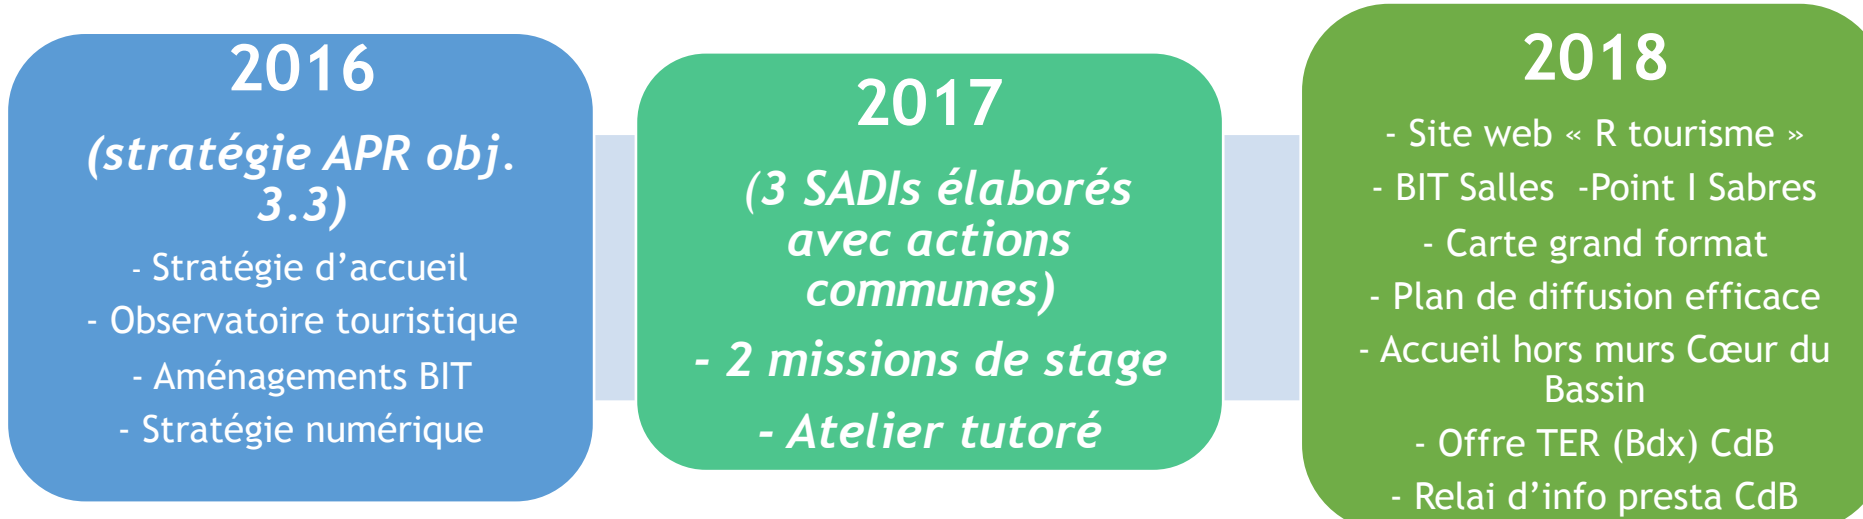 2016
(stratégie APR obj.
3.3)
- Stratégie d’accueil
- Observatoire touristique
- Aménagements BIT
- Stratégie numérique
2017
(3 SADIs élaborés
avec actions
communes)
- 2 missions de stage
- Atelier tutoré
2018
- Site web « R tourisme »
- BIT Salles  -Point I Sabres
- Carte grand format
- Plan de diffusion efficace
- Accueil hors murs Cœur du
Bassin
- Offre TER (Bdx) CdB
- Relai d’info presta CdB